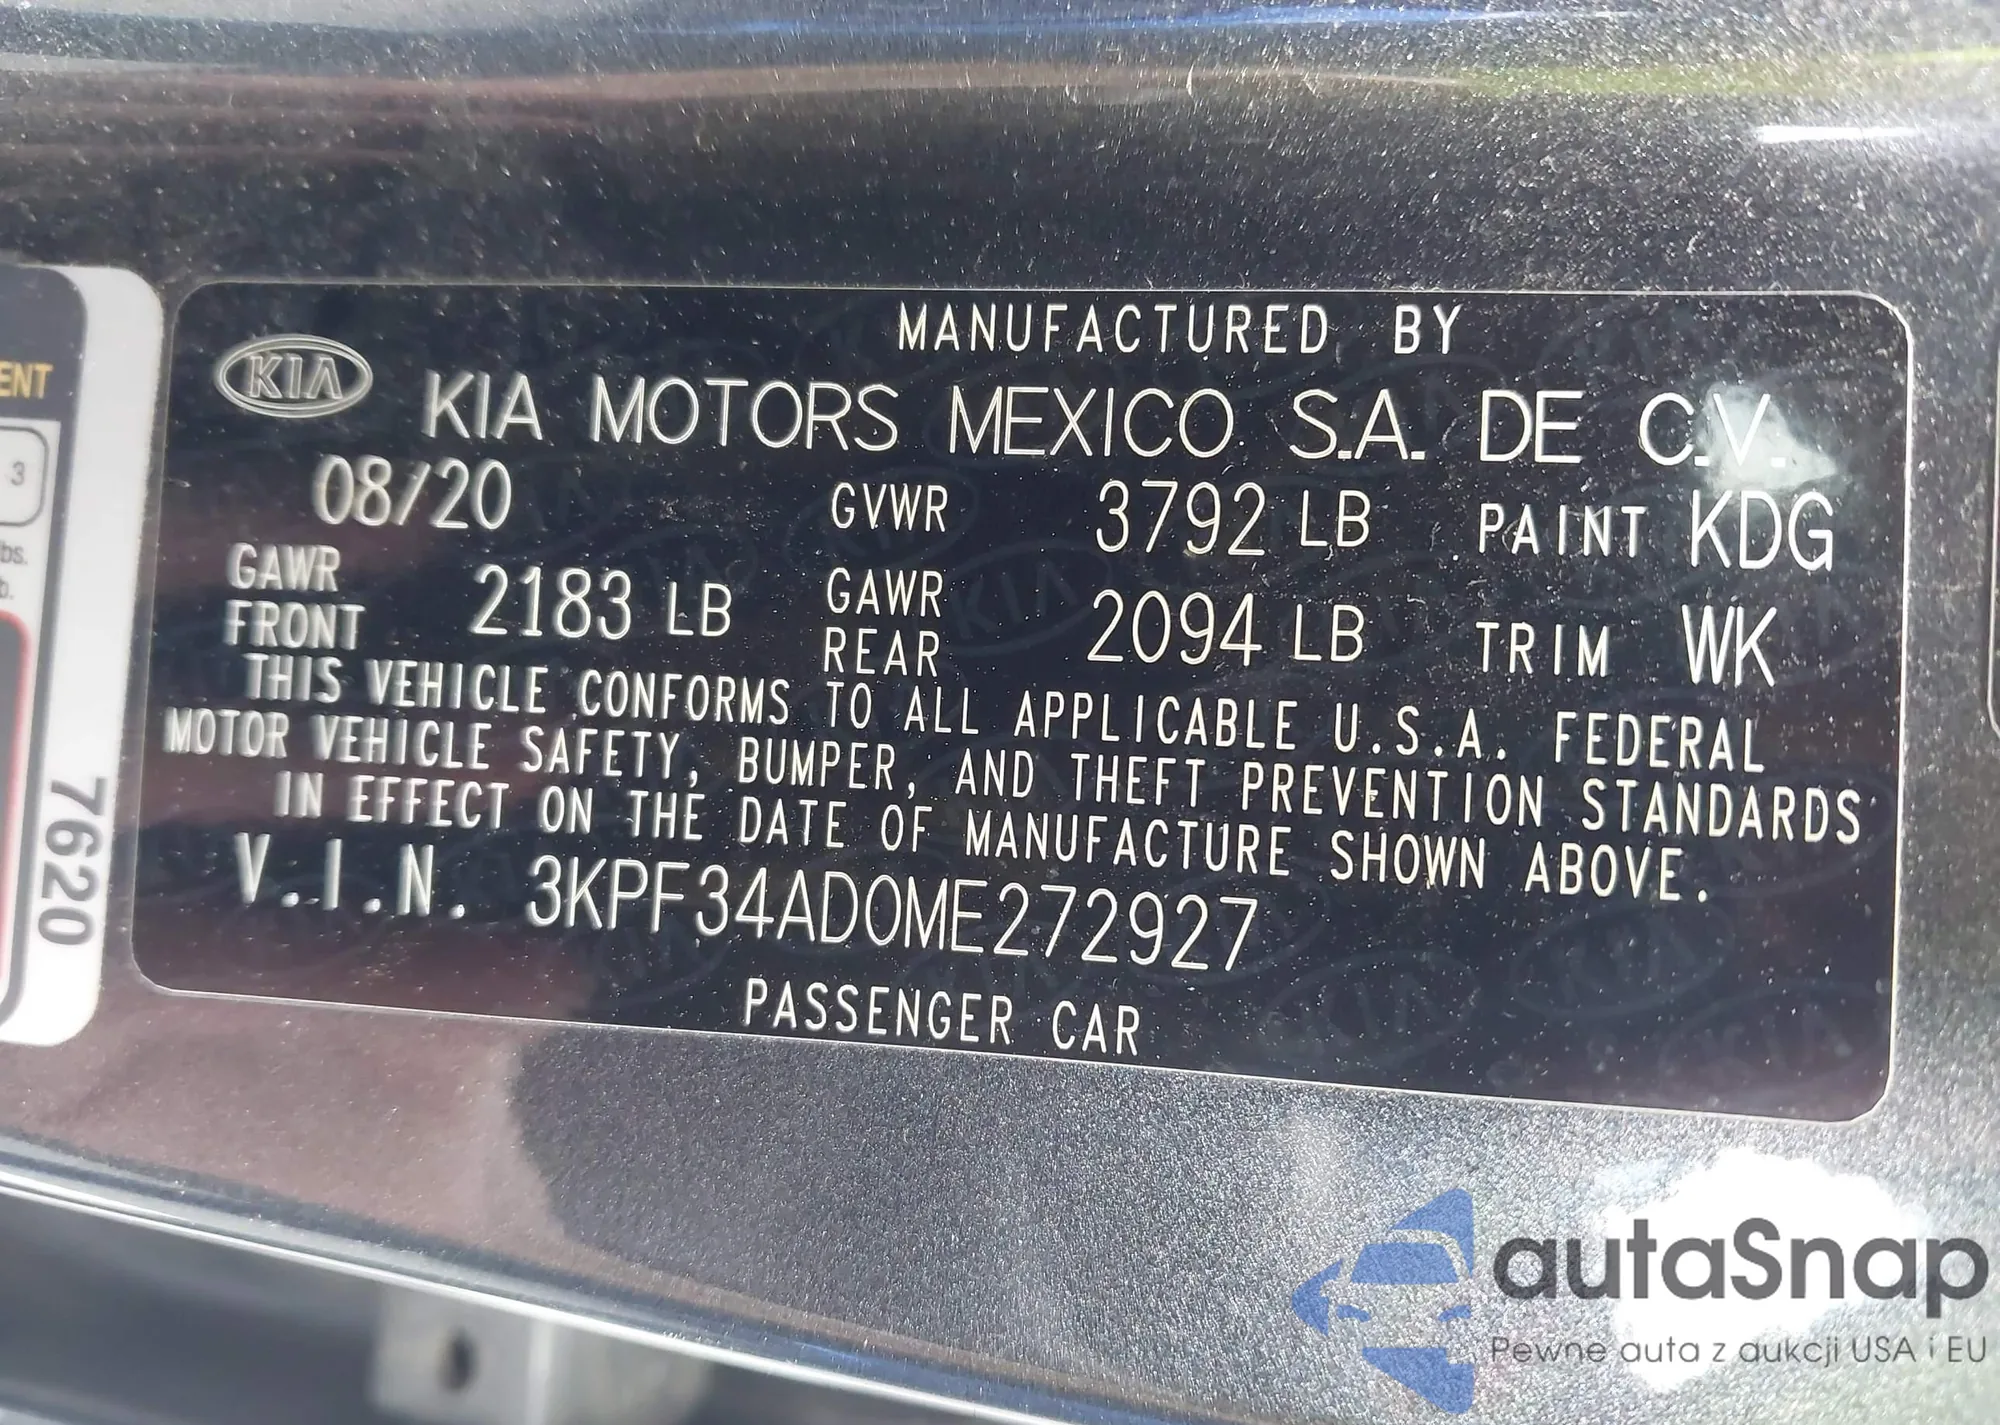 MANUFACTURED BY
KIA KIA MOTORS MEXICO S.A. DE C.V.
08/20 GVWR 3792 LB PAINT KDG
GAWR FRONT 2183 LB GAWR REAR 2094 LB TRIM WK
THIS VEHICLE CONFORMS TO ALL APPLICABLE U.S.A. FEDERAL
MOTOR VEHICLE SAFETY, BUMPER, AND THEFT PREVENTION STANDARDS
IN EFFECT ON THE DATE OF MANUFACTURE SHOWN ABOVE.
V.I.N. 3KPF34AD0ME272927
PASSENGER CAR
ENT
3
lbs.
b.
7620
autaSnap
Pewne auta z aukcji USA i EU